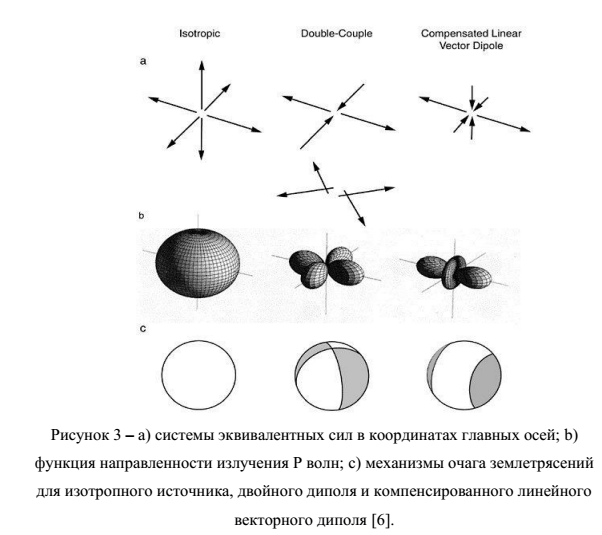 Isotropic
Double-Couple
Compensated Linear
Vector Dipole
a
b
c
Рисунок 3 – а) системы эквивалентных сил в координатах главных осей; b)
функция направленности излучения Р волн; с) механизмы очага землетрясений
для изотропного источника, двойного диполя и компенсированного линейного
векторного диполя [6].